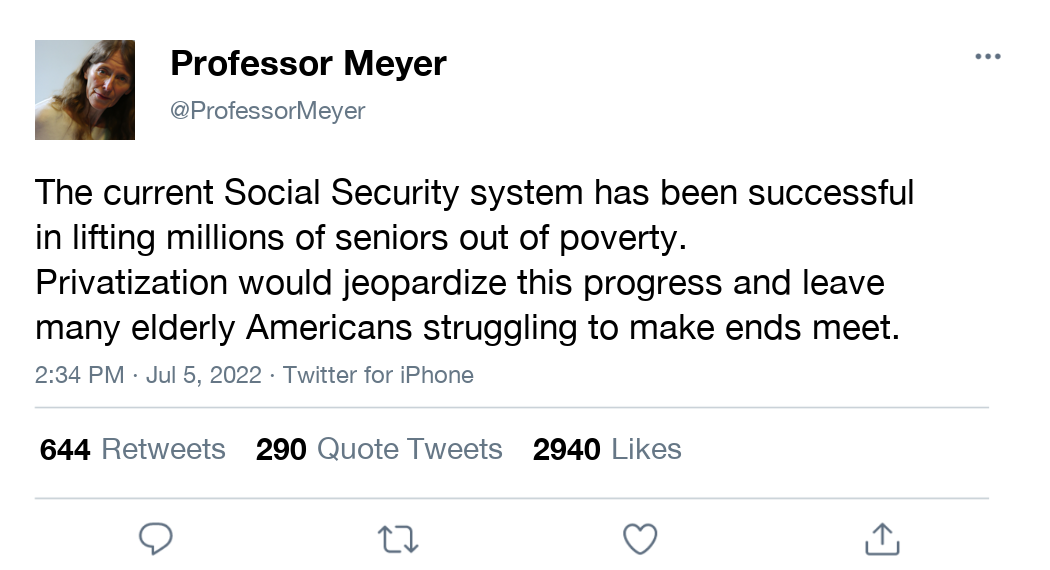 Professor Meyer
@ProfessorMeyer
The current Social Security system has been successful
in lifting millions of seniors out of poverty.
Privatization would jeopardize this progress and leave
many elderly Americans struggling to make ends meet.
2:34 PM · Jul 5, 2022 · Twitter for iPhone
644 Retweets 290 Quote Tweets 2940 Likes